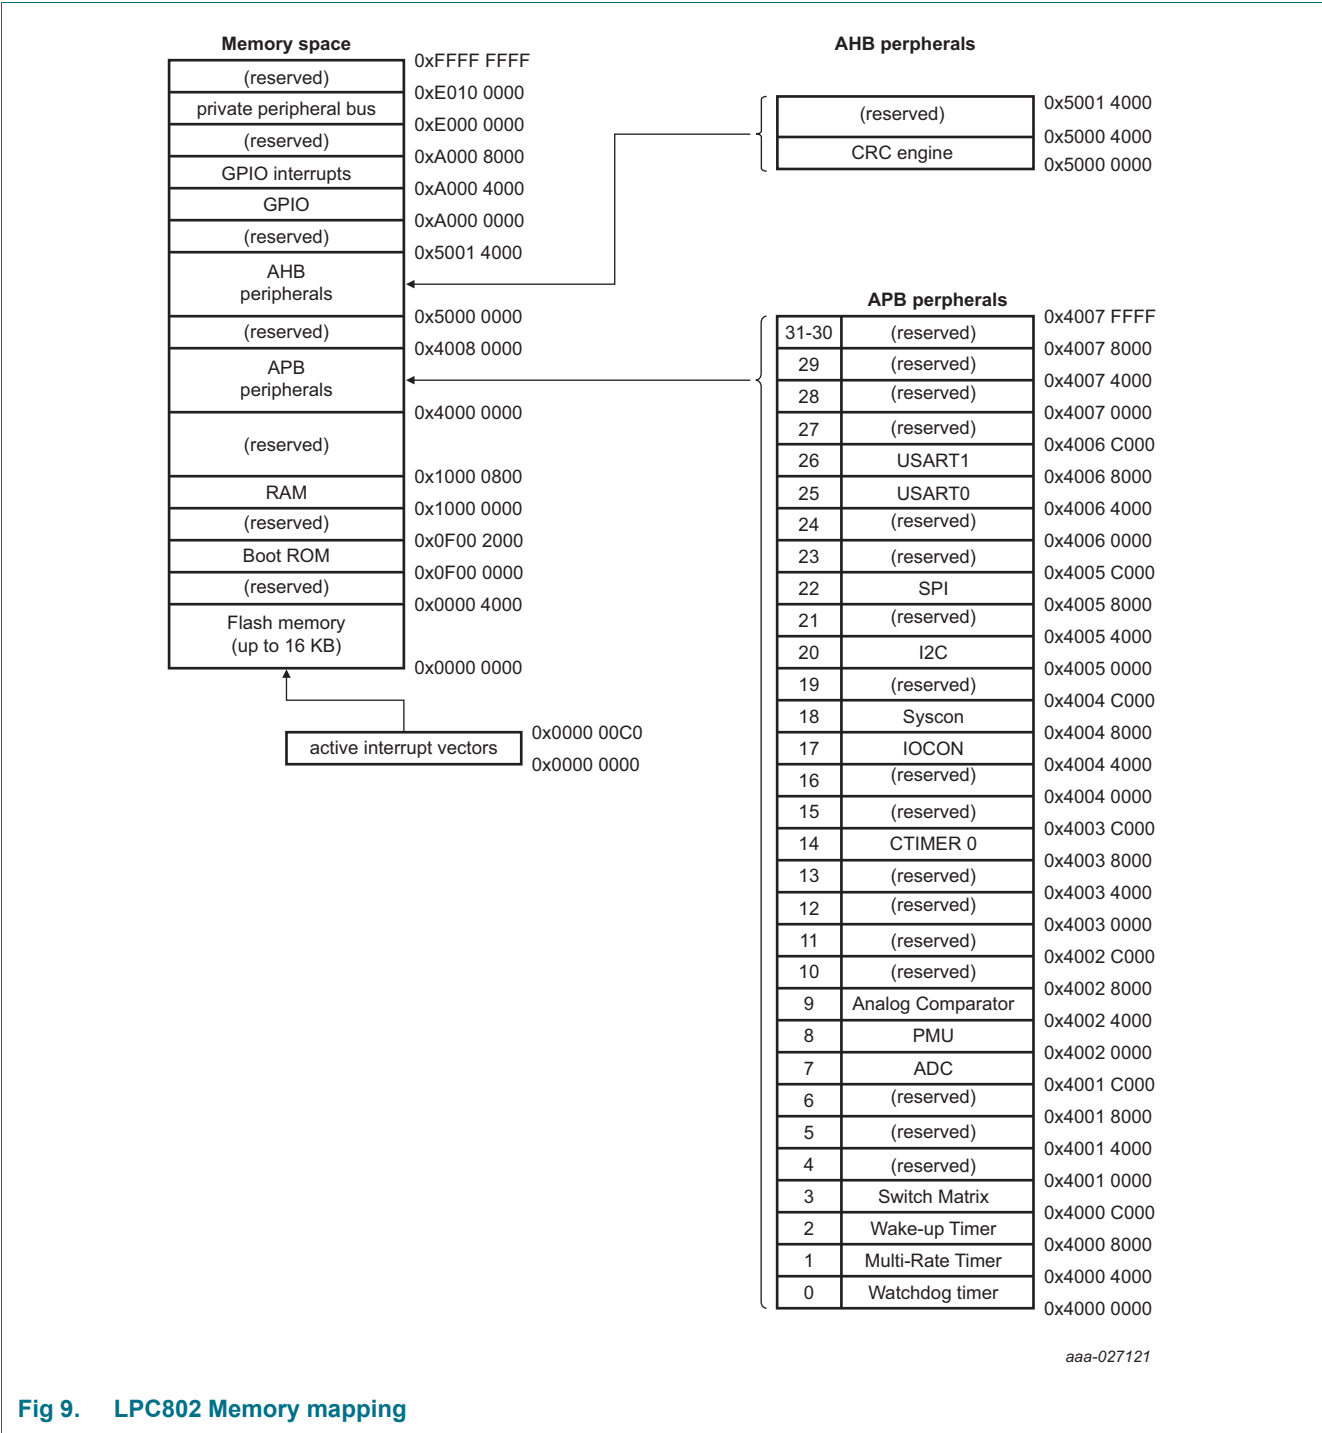 Memory space
0xFFFF FFFF
(reserved)
0xE010 0000
private peripheral bus
0xE000 0000
(reserved)
0xA000 8000
GPIO interrupts
0xA000 4000
GPIO
0xA000 0000
(reserved)
0x5001 4000
AHB
peripherals
0x5000 0000
(reserved)
0x4008 0000
APB
peripherals
0x4000 0000
(reserved)
0x1000 0800
RAM
0x1000 0000
(reserved)
0x0F00 2000
Boot ROM
0x0F00 0000
(reserved)
0x0000 4000
Flash memory
(up to 16 KB)
0x0000 0000
0x0000 00C0
active interrupt vectors
0x0000 0000
AHB perpherals
0x5001 4000
(reserved)
0x5000 4000
CRC engine
0x5000 0000
APB perpherals
0x4007 FFFF
31-30 (reserved)
0x4007 8000
29 (reserved)
0x4007 4000
28 (reserved)
0x4007 0000
27 (reserved)
0x4006 C000
26 USART1
0x4006 8000
25 USART0
0x4006 4000
24 (reserved)
0x4006 0000
23 (reserved)
0x4005 C000
22 SPI
0x4005 8000
21 (reserved)
0x4005 4000
20 I2C
0x4005 0000
19 (reserved)
0x4004 C000
18 Syscon
0x4004 8000
17 IOCON
0x4004 4000
16 (reserved)
0x4004 0000
15 (reserved)
0x4003 C000
14 CTIMER 0
0x4003 8000
13 (reserved)
0x4003 4000
12 (reserved)
0x4003 0000
11 (reserved)
0x4002 C000
10 (reserved)
0x4002 8000
9 Analog Comparator
0x4002 4000
8 PMU
0x4002 0000
7 ADC
0x4001 C000
6 (reserved)
0x4001 8000
5 (reserved)
0x4001 4000
4 (reserved)
0x4001 0000
3 Switch Matrix
0x4000 C000
2 Wake-up Timer
0x4000 8000
1 Multi-Rate Timer
0x4000 4000
0 Watchdog timer
0x4000 0000
aaa-027121
Fig 9. LPC802 Memory mapping